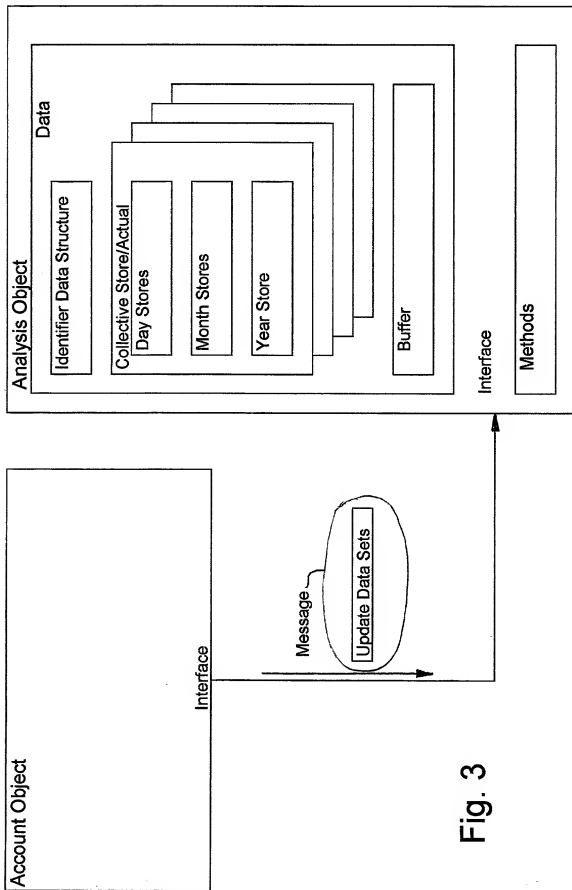 Account Object
Interface
Message
Update Data Sets
Analysis Object
Data
Identifier Data Structure
Collective Store/Actual
Day Stores
Month Stores
Year Store
Buffer
Interface
Methods
Fig. 3